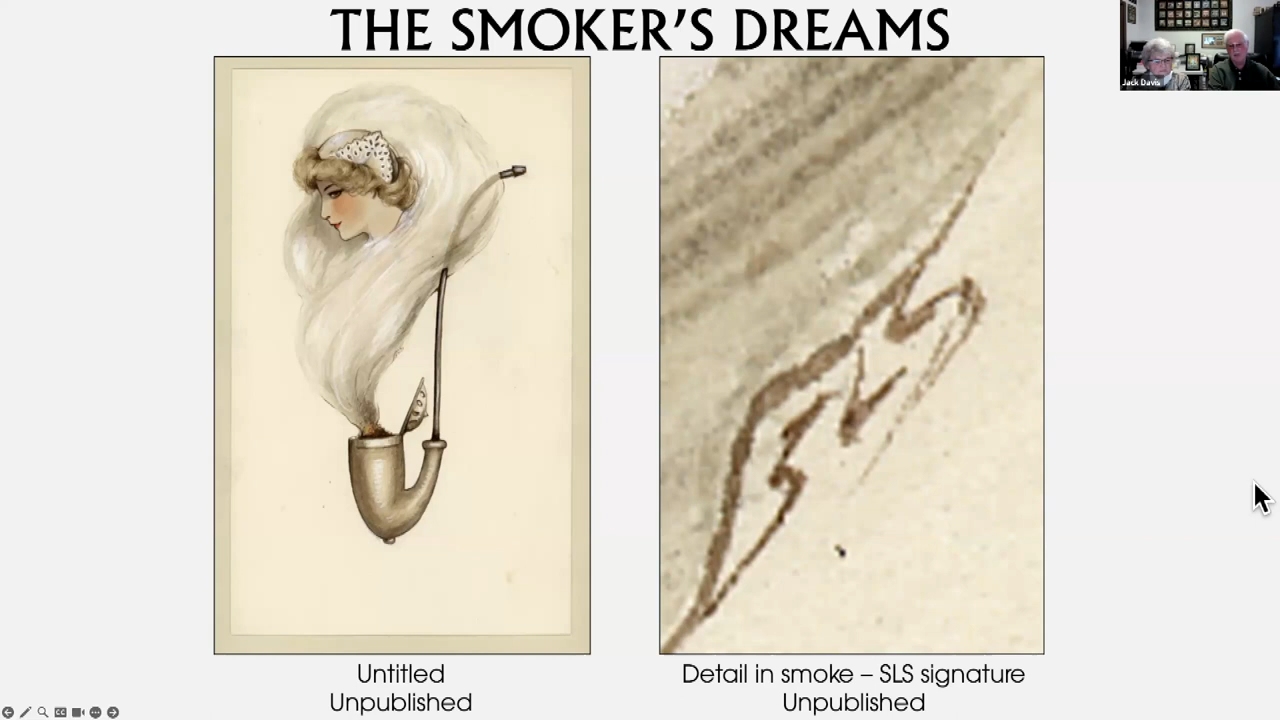 THE SMOKER'S DREAMS
Jack Davis
Untitled
Unpublished
Detail in smoke – SLS signature
Unpublished